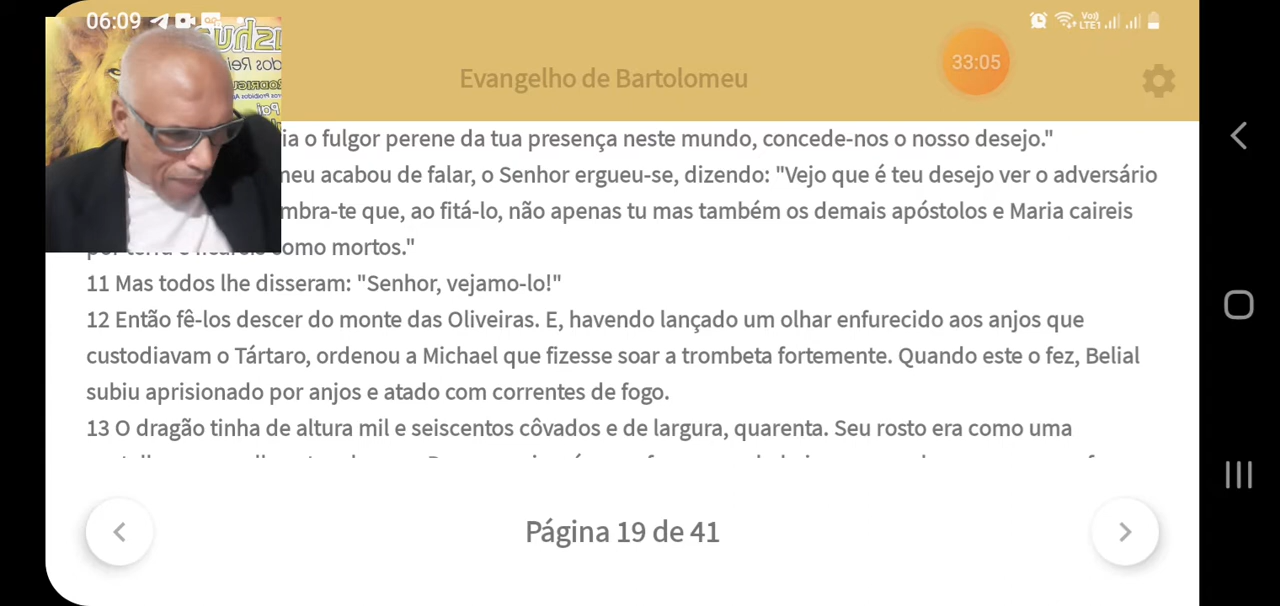 06:09
Vo)
LTE1
Evangelho de Bartolomeu
33:05
ia o fulgor perene da tua presença neste mundo, concede-nos o nosso desejo."
meu acabou de falar, o Senhor ergueu-se, dizendo: "Vejo que é teu desejo ver o adversário
mbra-te que, ao fitá-lo, não apenas tu mas também os demais apóstolos e Maria caireis
como mortos."
11 Mas todos lhe disseram: "Senhor, vejamo-lo!"
12 Então fê-los descer do monte das Oliveiras. E, havendo lançado um olhar enfurecido aos anjos que
custodiavam o Tártaro, ordenou a Michael que fizesse soar a trombeta fortemente. Quando este o fez, Belial
subiu aprisionado por anjos e atado com correntes de fogo.
13 O dragão tinha de altura mil e seiscentos côvados e de largura, quarenta. Seu rosto era como uma
Página 19 de 41